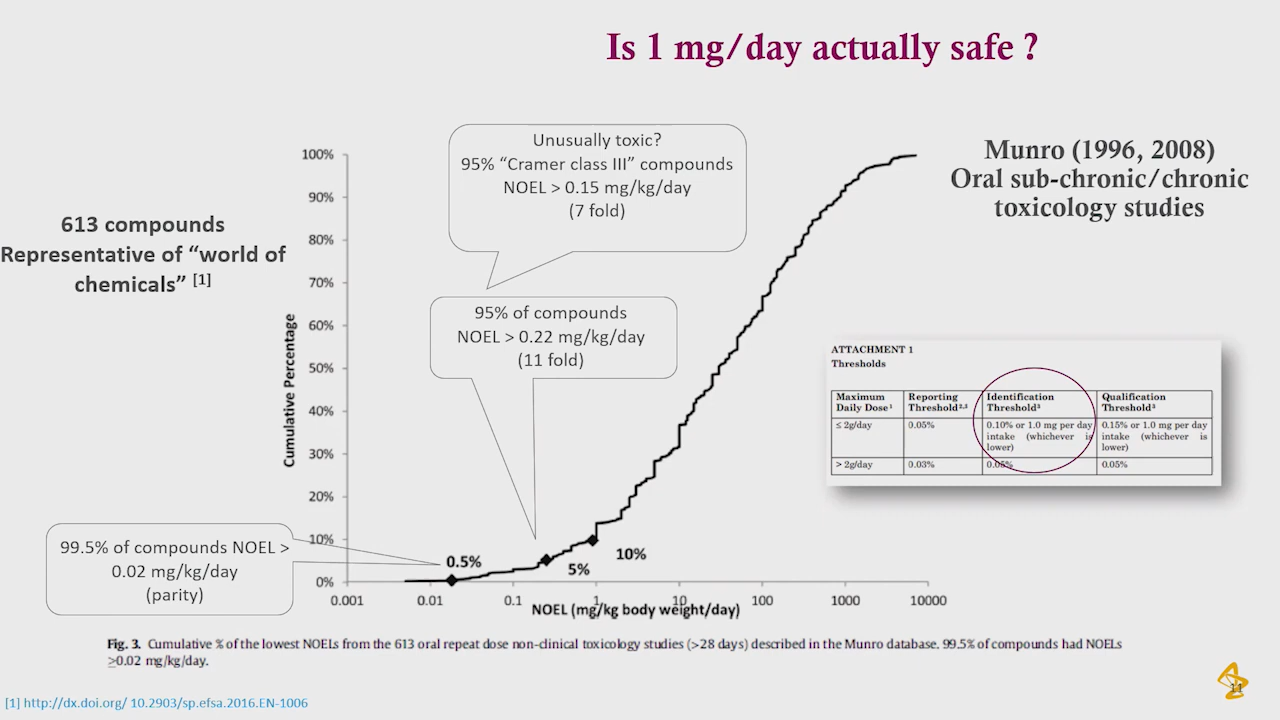 Is 1 mg/day actually safe ?
Unusually toxic?
95% “Cramer class III” compounds
NOEL > 0.15 mg/kg/day
(7 fold)
Munro (1996, 2008)
Oral sub-chronic/chronic
toxicology studies
613 compounds
Representative of “world of
chemicals” [1]
95% of compounds
NOEL > 0.22 mg/kg/day
(11 fold)
99.5% of compounds NOEL >
0.02 mg/kg/day
(parity)
Cumulative Percentage
100%
90%
80%
70%
60%
50%
40%
30%
20%
10%
0%
0.5%
5%
10%
0.001 0.01 0.1 1 10 100 1000 10000
NOEL (mg/kg body weight/day)
ATTACHMENT 1
Thresholds
Maximum Daily Dose1
Reporting Threshold2,3
Identification Threshold3
Qualification Threshold3
≤ 2g/day
0.05%
0.10% or 1.0 mg per day
intake (whichever is
lower)
0.15% or 1.0 mg per day
intake (whichever is
lower)
> 2g/day
0.03%
0.05%
0.05%
Fig. 3. Cumulative % of the lowest NOELs from the 613 oral repeat dose non-clinical toxicology studies (>28 days) described in the Munro database. 99.5% of compounds had NOELs
≥0.02 mg/kg/day.
[1] http://dx.doi.org/ 10.2903/sp.efsa.2016.EN-1006
11